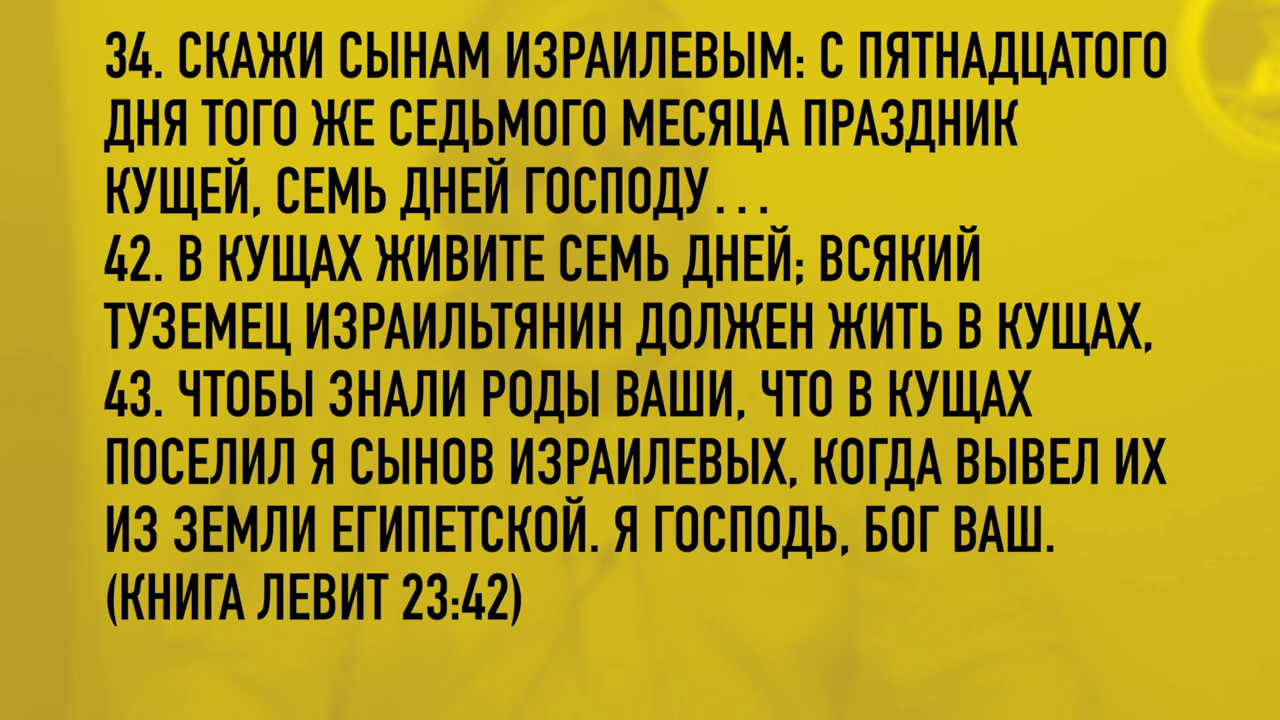 34. СКАЖИ СЫНАМ ИЗРАИЛЕВЫМ: С ПЯТНАДЦАТОГО
ДНЯ ТОГО ЖЕ СЕДЬМОГО МЕСЯЦА ПРАЗДНИК
КУЩЕЙ, СЕМЬ ДНЕЙ ГОСПОДУ...
42. В КУЩАХ ЖИВИТЕ СЕМЬ ДНЕЙ; ВСЯКИЙ
ТУЗЕМЕЦ ИЗРАИЛЬТЯНИН ДОЛЖЕН ЖИТЬ В КУЩАХ,
43. ЧТОБЫ ЗНАЛИ РОДЫ ВАШИ, ЧТО В КУЩАХ
ПОСЕЛИЛ Я СЫНОВ ИЗРАИЛЕВЫХ, КОГДА ВЫВЕЛ ИХ
ИЗ ЗЕМЛИ ЕГИПЕТСКОЙ. Я ГОСПОДЬ, БОГ ВАШ.
(КНИГА ЛЕВИТ 23:42)